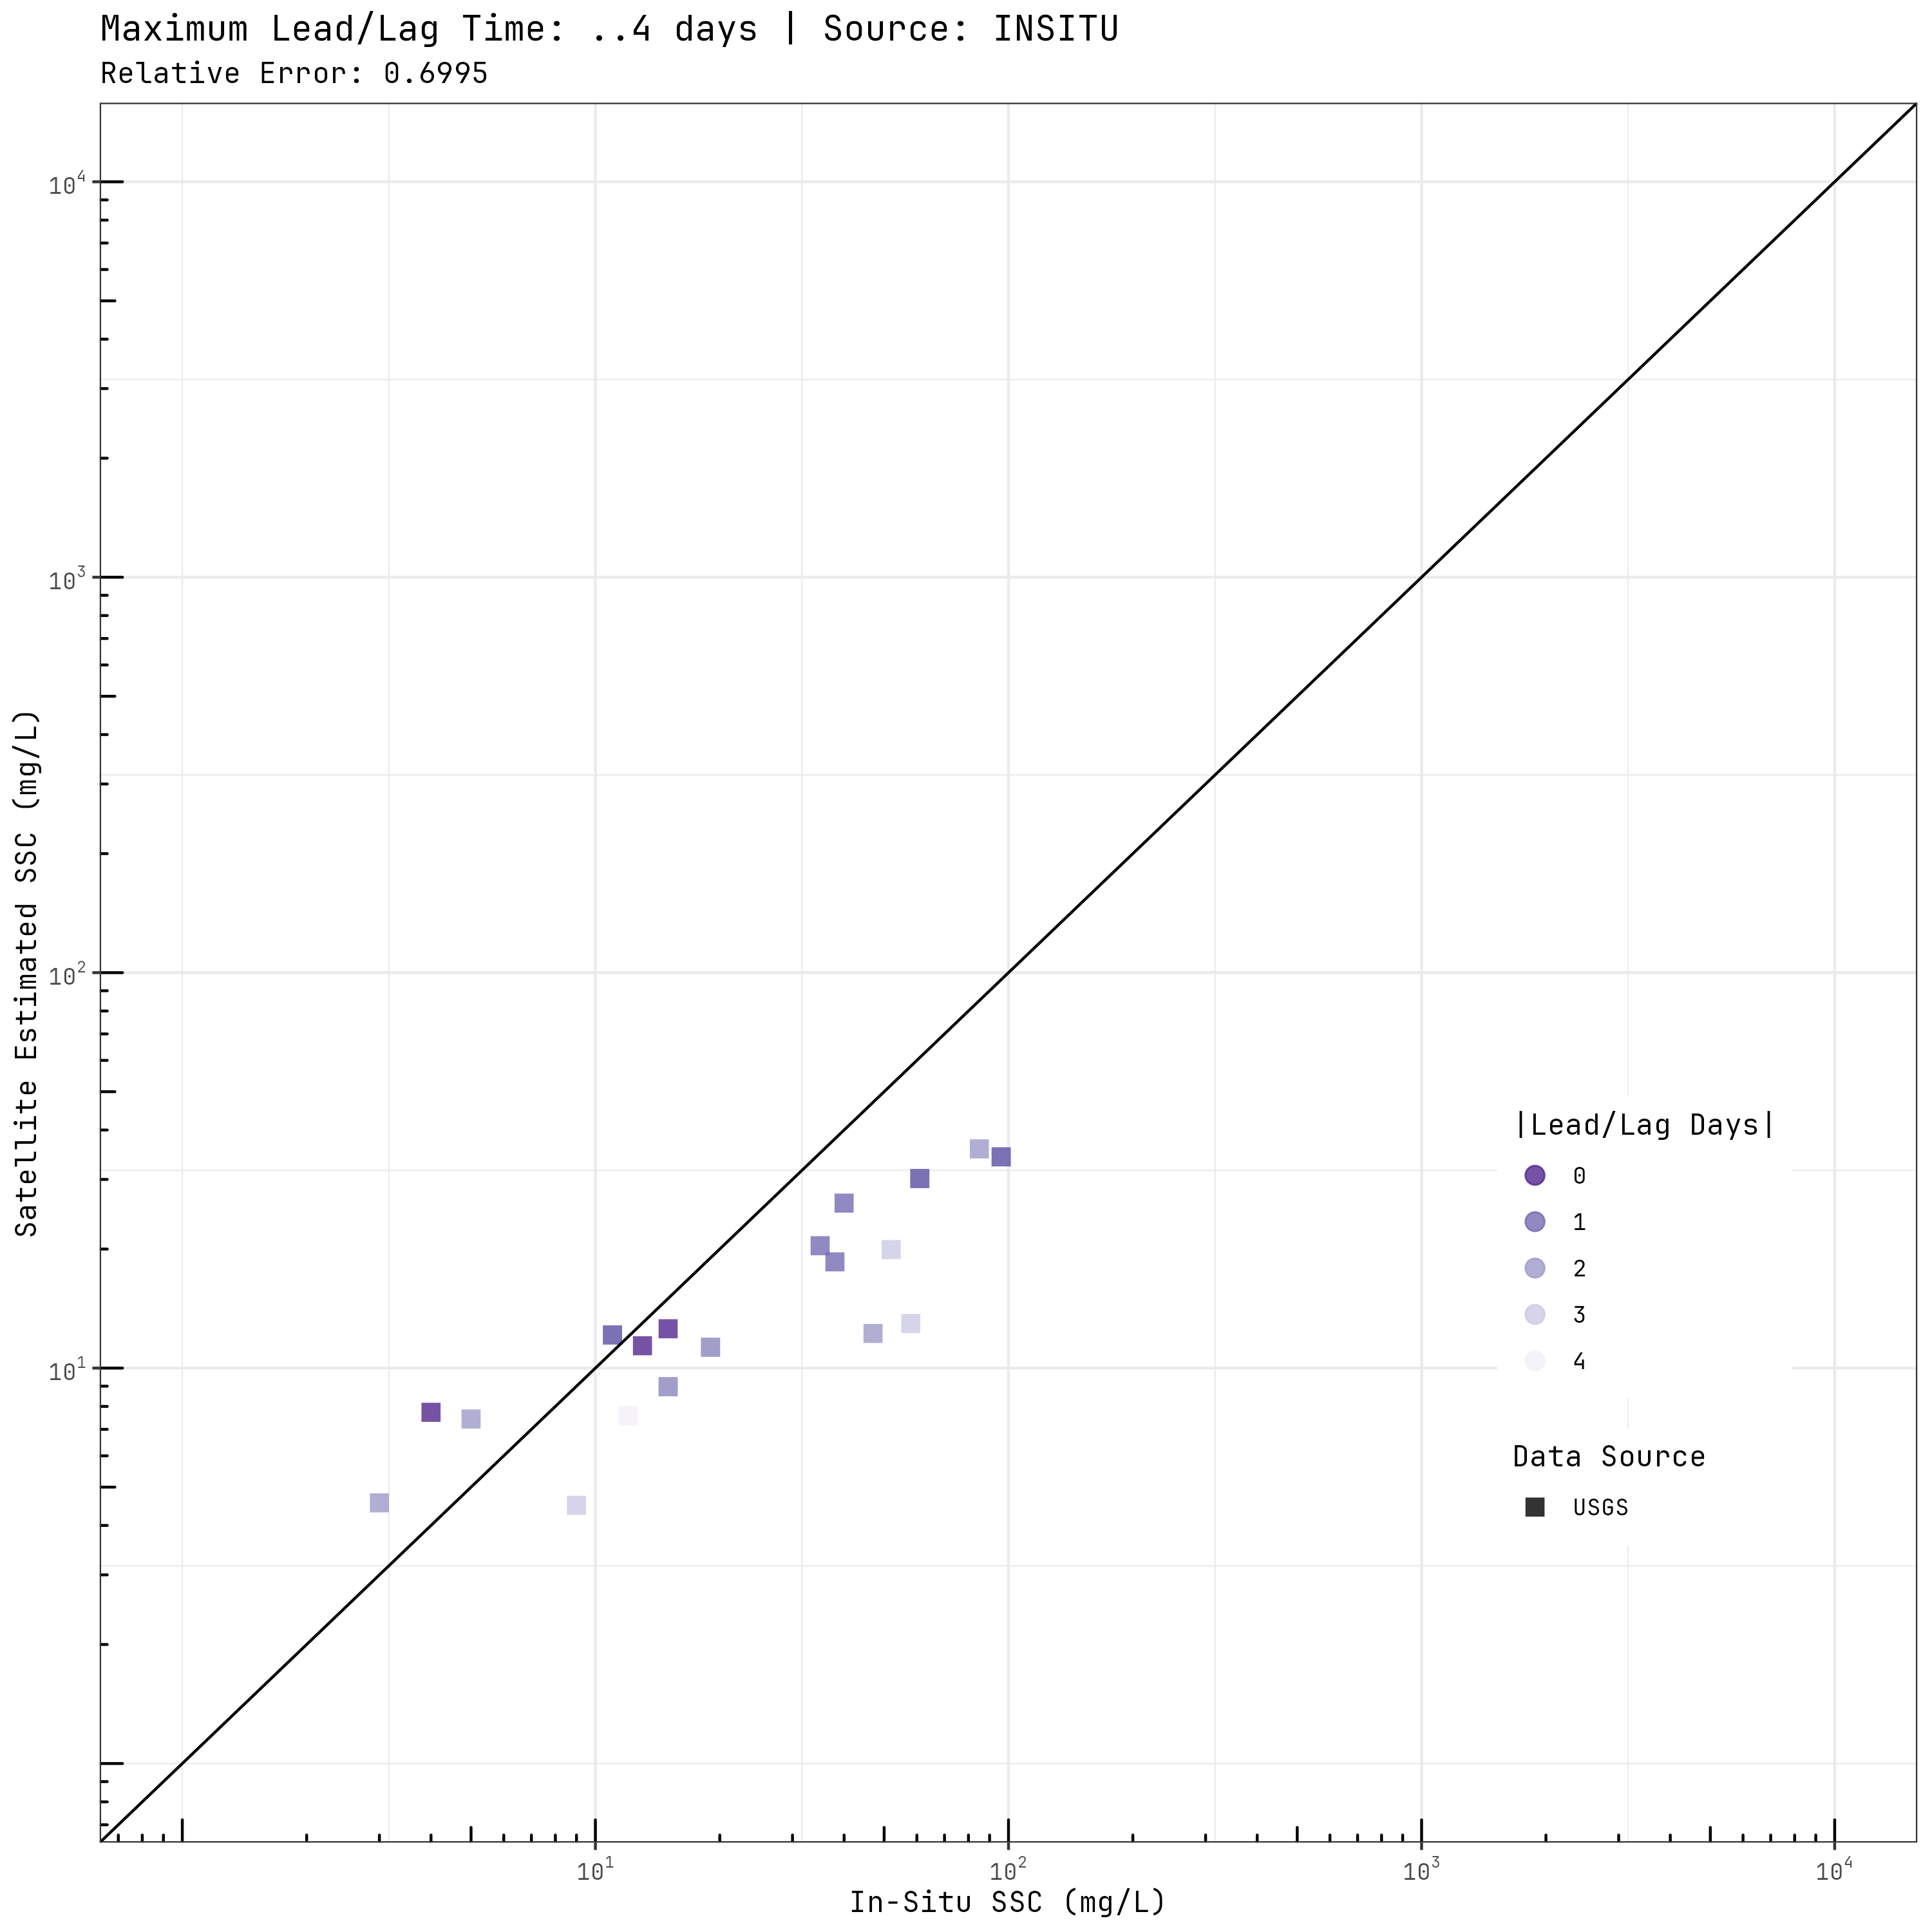 Maximum Lead/Lag Time: ..4 days | Source: INSITU
Relative Error: 0.6995
10⁴
10³
10²
10¹
Satellite Estimated SSC (mg/L)
|Lead/Lag Days|
0
1
2
3
4
Data Source
USGS
10¹ 10² 10³ 10⁴
In-Situ SSC (mg/L)